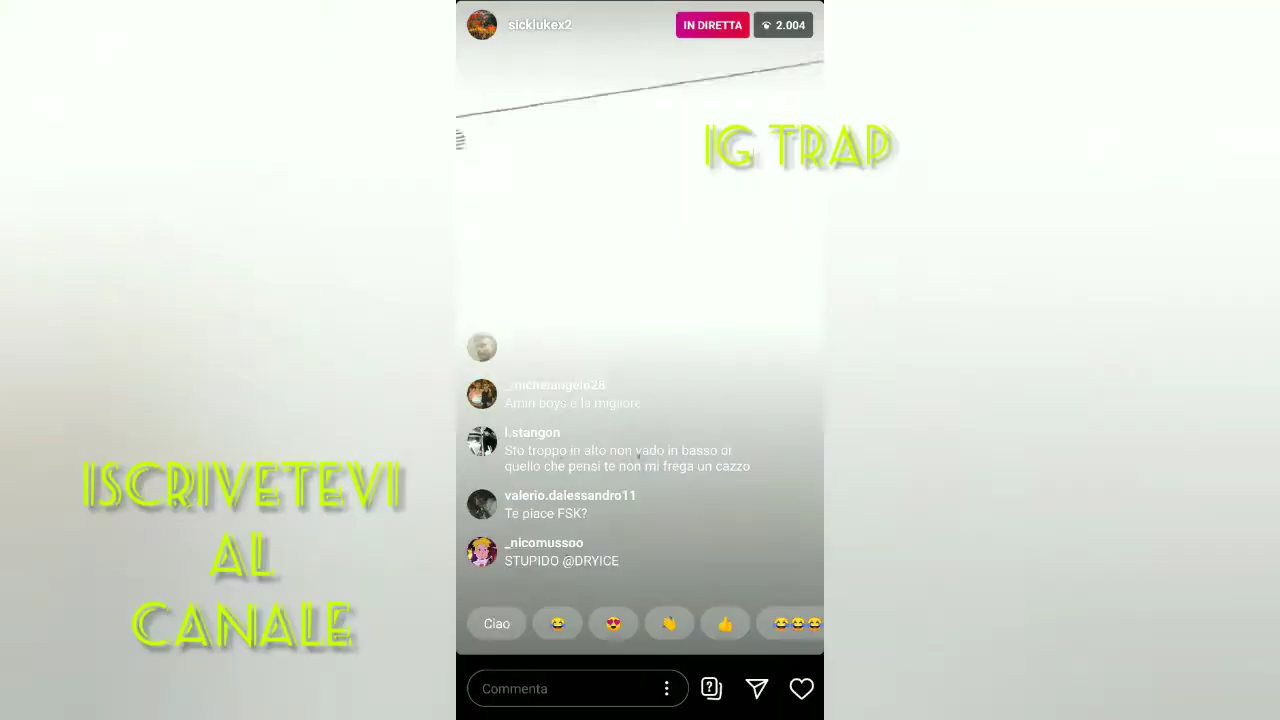 sicklukex2
IN DIRETTA
2.004
IG TRAP
_michelangelo28
Amin boys e la migliore
l.stangon
Sto troppo in alto non vado in basso di
quello che pensi te non mi frega un cazzo
valerio.dalessandro11
Te piace FSK?
_nicomussoo
STUPIDO @DRYICE
ISCRIVETEVI
AL
CANALE
Ciao
Commenta